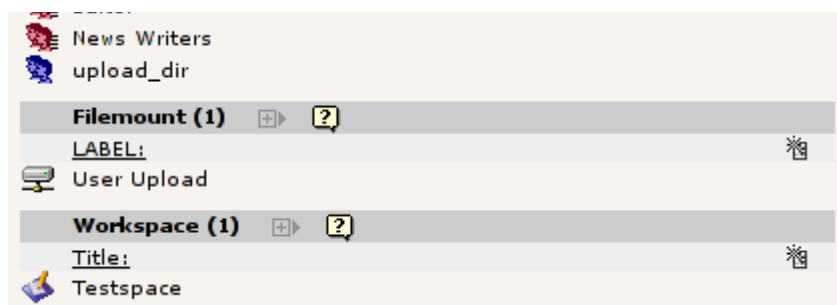 News Writers
upload_dir
Filemount (1)
LABEL:
User Upload
Workspace (1)
Title:
Testspace